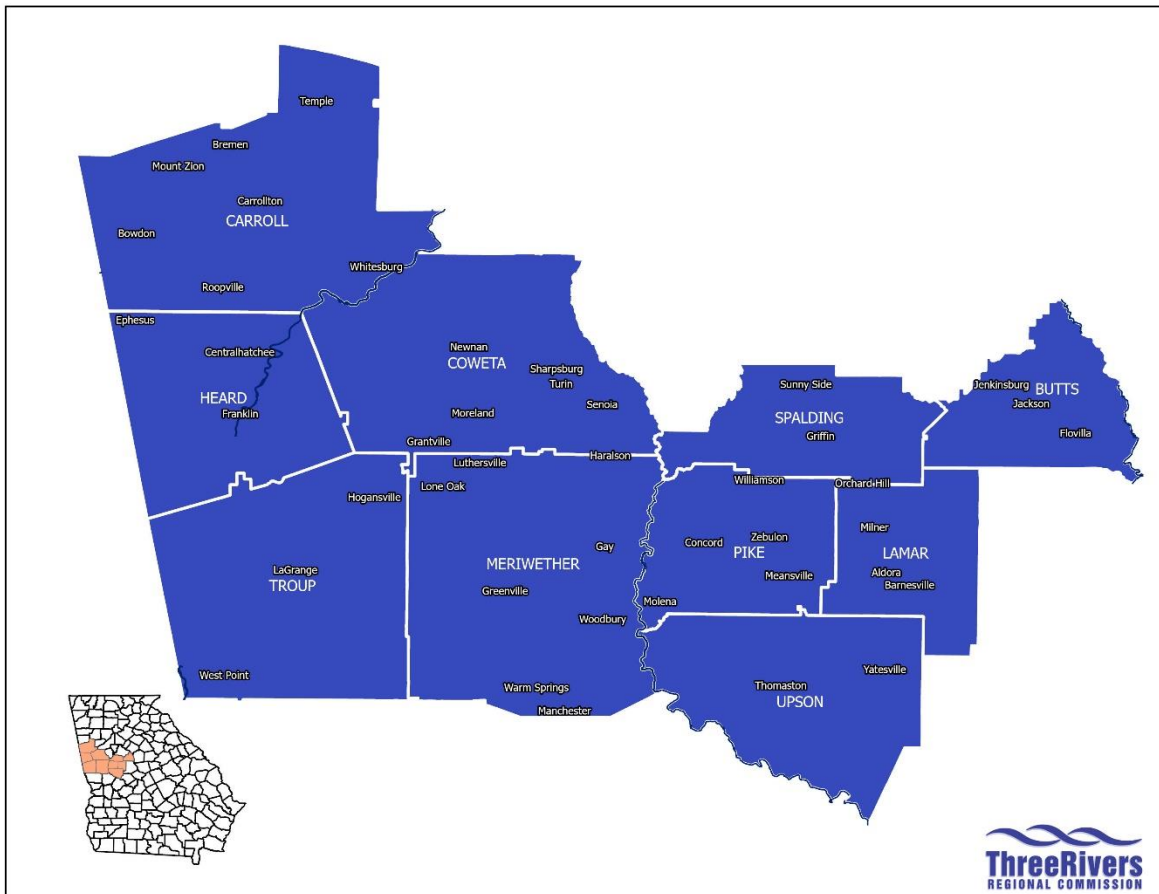 Temple
Bremen
Mount Zion
Carrollton
CARROLL
Bowdon
Whitesburg
Roopville
Ephesus
Centralhatchee
HEARD
Franklin
Newnan
COWETA
Sharpsburg
Turin
Senoia
Moreland
Grantville
Haralson
Sunny Side
SPALDING
Griffin
Jenkinsburg
BUTTS
Jackson
Flovilla
Luthersville
Lone Oak
Hogansville
LaGrange
TROUP
West Point
Gay
MERIWETHER
Greenville
Woodbury
Warm Springs
Manchester
Williamson
Concord
Zebulon
PIKE
Meansville
Molena
Orchard Hill
Milner
LAMAR
Aldora
Barnesville
Yatesville
Thomaston
UPSON
ThreeRivers
REGIONAL COMMISSION